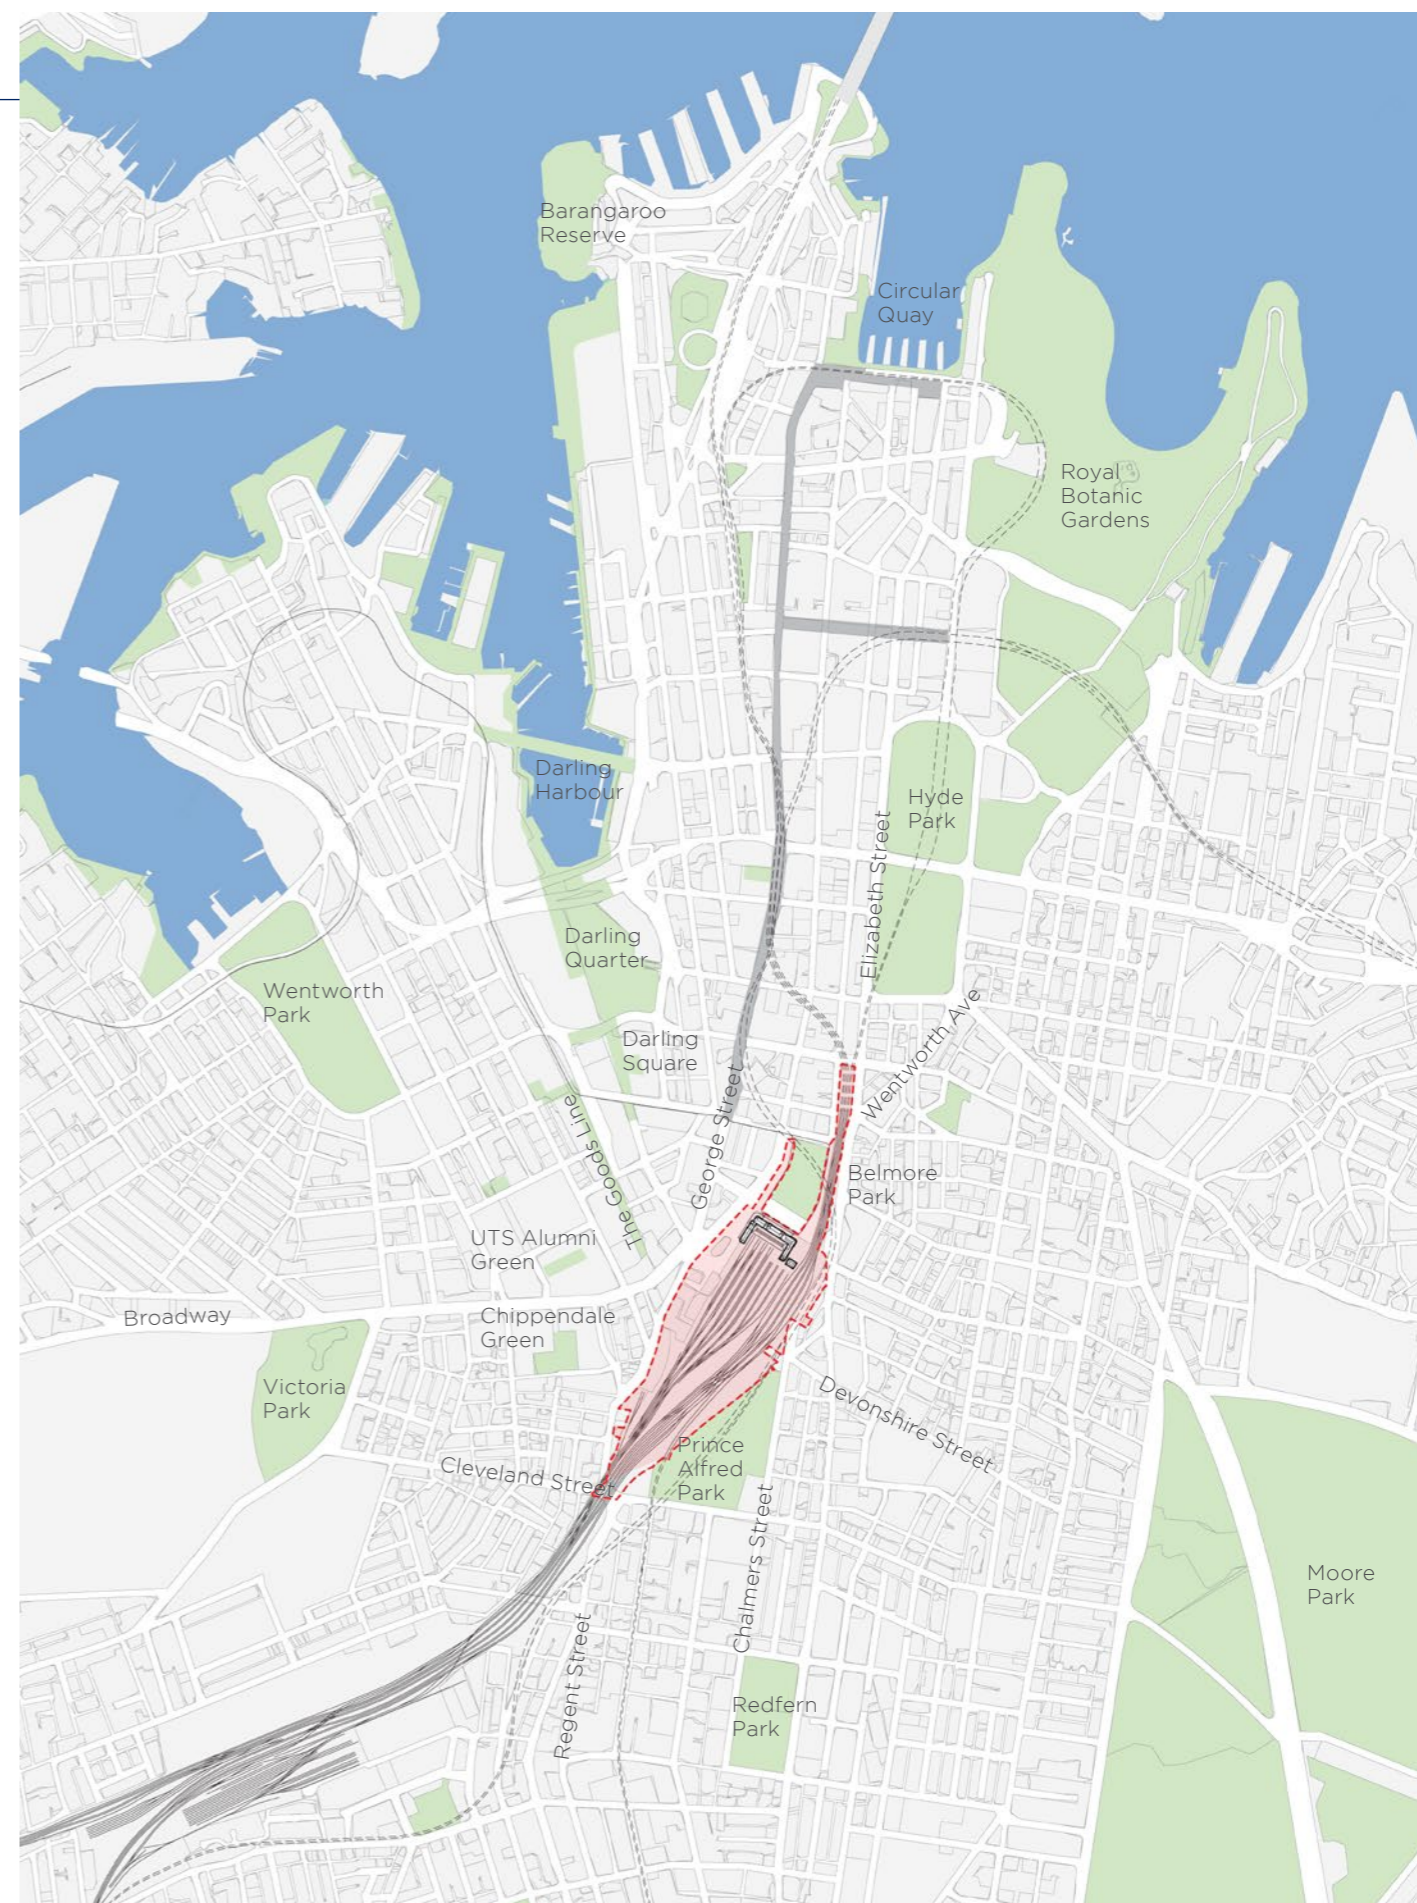 Barangaroo
Reserve
Circular
Quay
Royal
Botanic
Gardens
Darling
Harbour
Hyde
Park
Elizabeth Street
Darling
Quarter
Wentworth
Park
Wentworth Ave
Darling
Square
The Goods Line
George Street
Belmore
Park
UTS Alumni
Green
Broadway
Chippendale
Green
Victoria
Park
Devonshire Street
Prince
Alfred
Park
Cleveland Street
Chalmers Street
Moore
Park
Regent Street
Redfern
Park